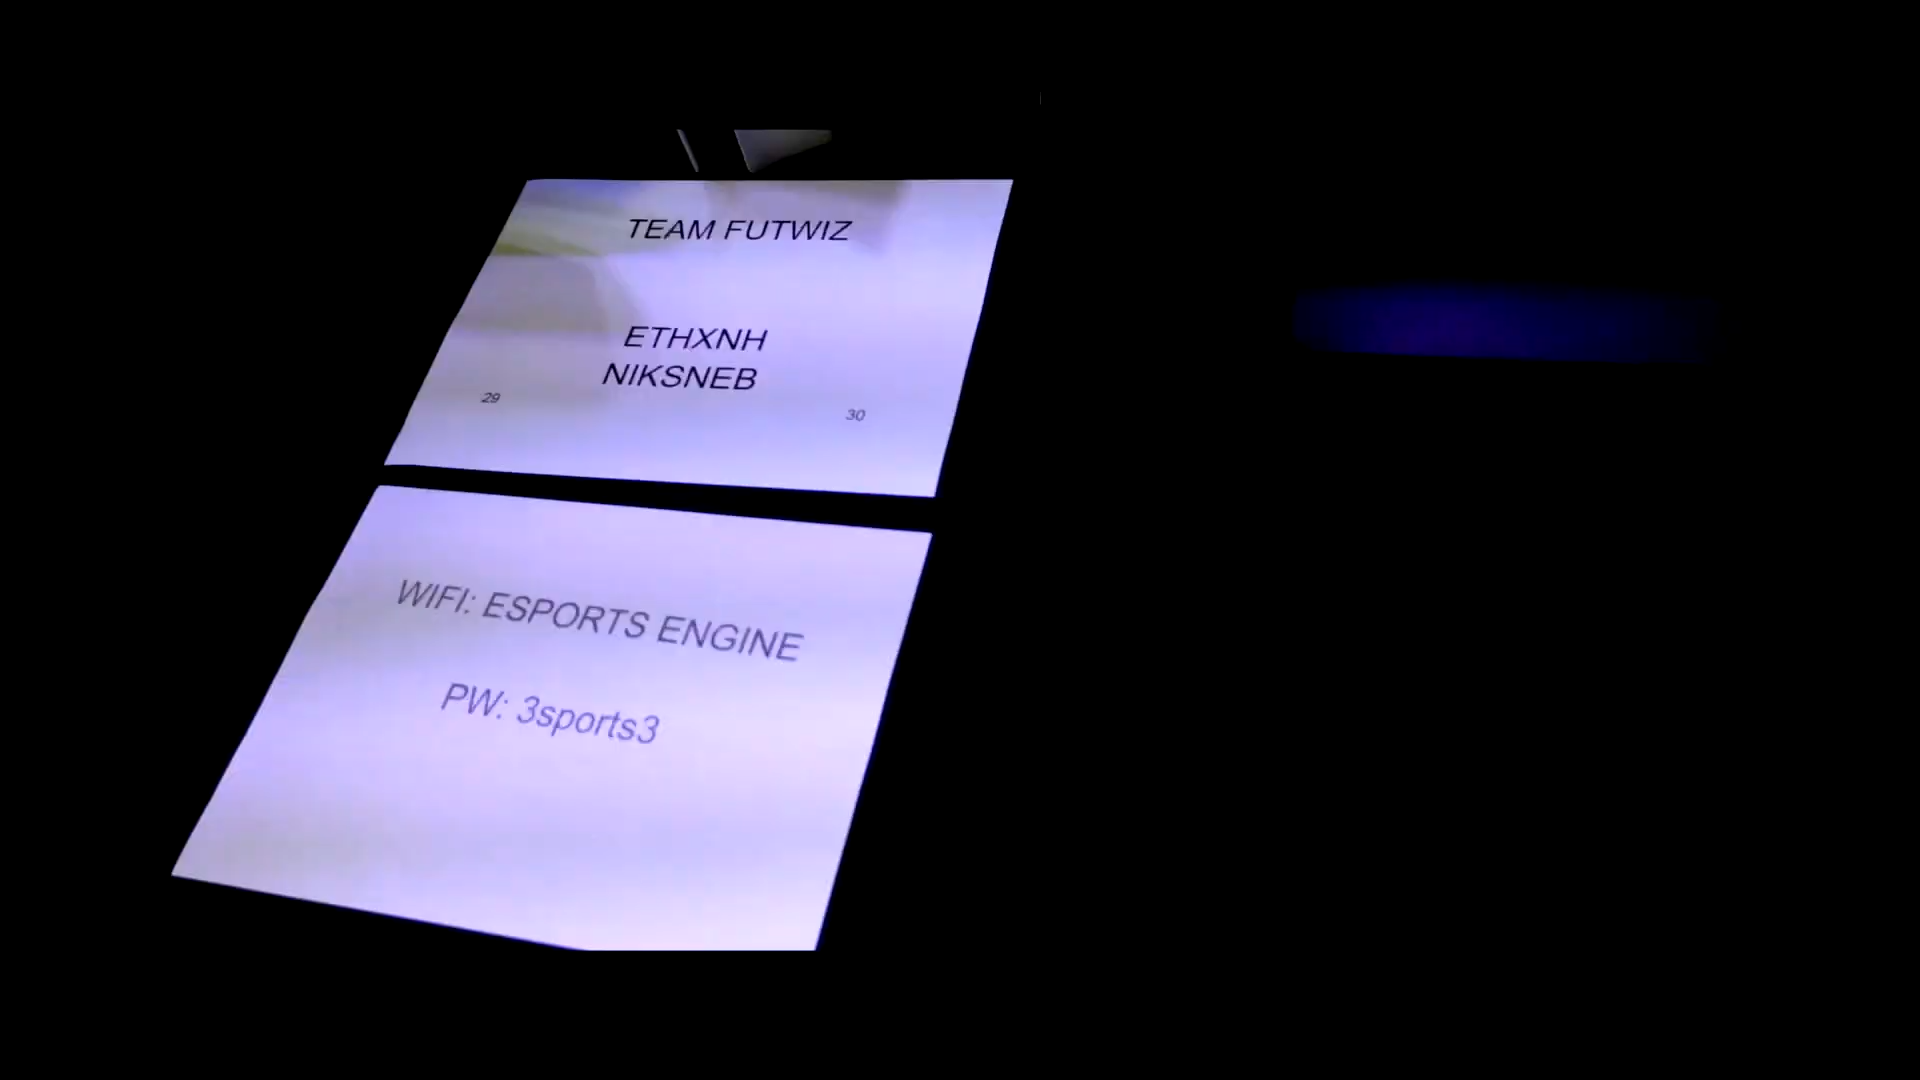 TEAM FUTWIZ
ETHXNH
NIKSNEB
29 30
WIFI: ESPORTS ENGINE
PW: 3sports3